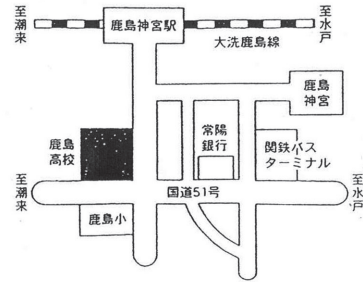 至潮来
鹿島神宮駅
至水戸
大洗鹿島線
鹿島
神宮
鹿島
高校
常陽
銀行
関鉄バス
ターミナル
至潮来
国道51号
至水戸
鹿島小